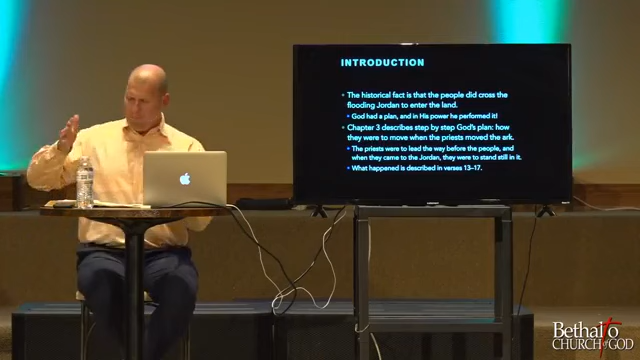 INTRODUCTION
The historical fact is that the people did cross the
flooding Jordan to enter the land.
God had a plan, and in His power he performed it!
Chapter 3 describes step by step God's plan: how
they were to move when the priests moved the ark.
The priests were to lead the way before the people, and
when they came to the Jordan, they were to stand still in it.
What happened is described in verses 13–17.
Bethalto
CHURCH of GOD